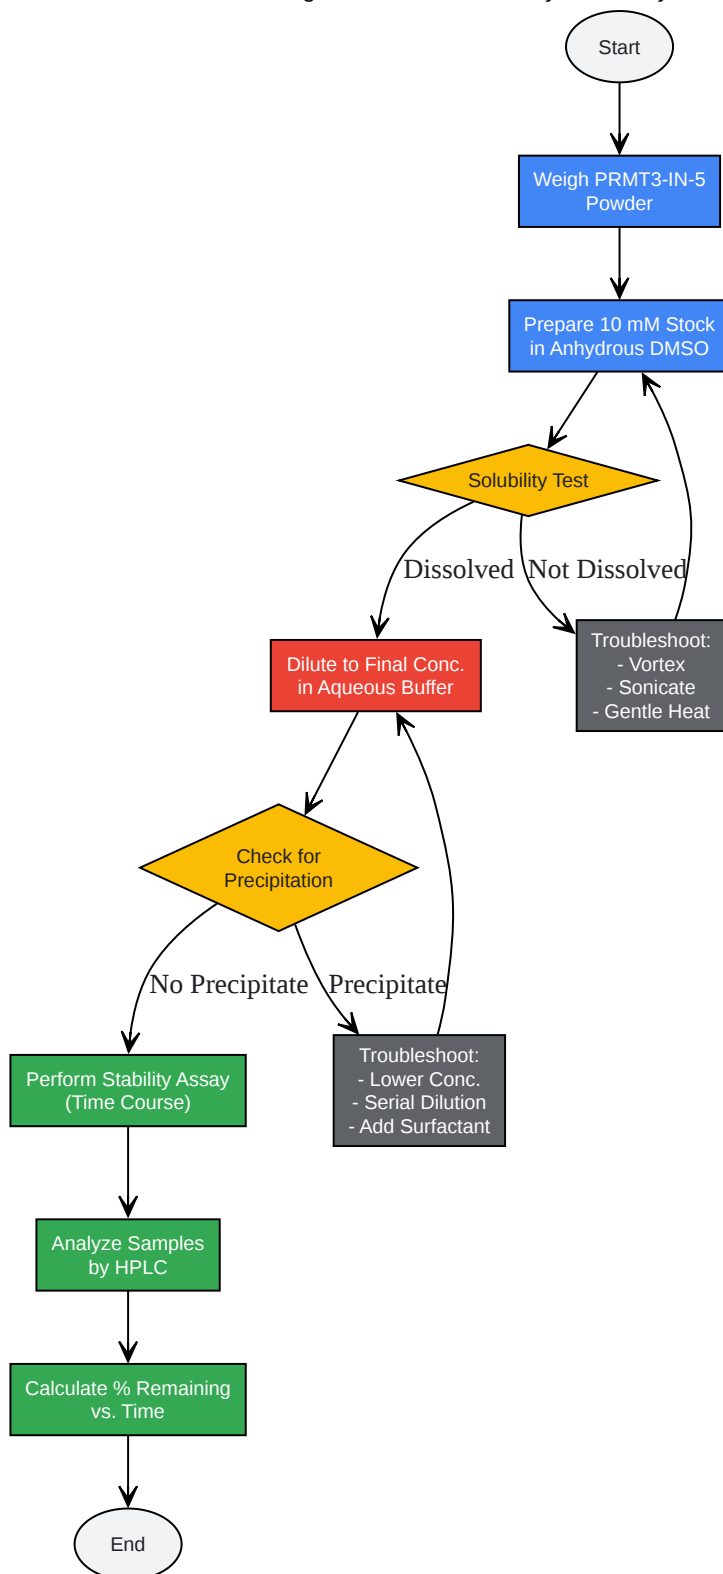 Start
Weigh PRMT3-IN-5
Powder
Prepare 10 mM Stock
in Anhydrous DMSO
Solubility Test
Dissolved
Not Dissolved
Troubleshoot:
- Vortex
- Sonicate
- Gentle Heat
Dilute to Final Conc.
in Aqueous Buffer
Check for
Precipitation
No Precipitate
Precipitate
Troubleshoot:
- Lower Conc.
- Serial Dilution
- Add Surfactant
Perform Stability Assay
(Time Course)
Analyze Samples
by HPLC
Calculate % Remaining
vs. Time
End